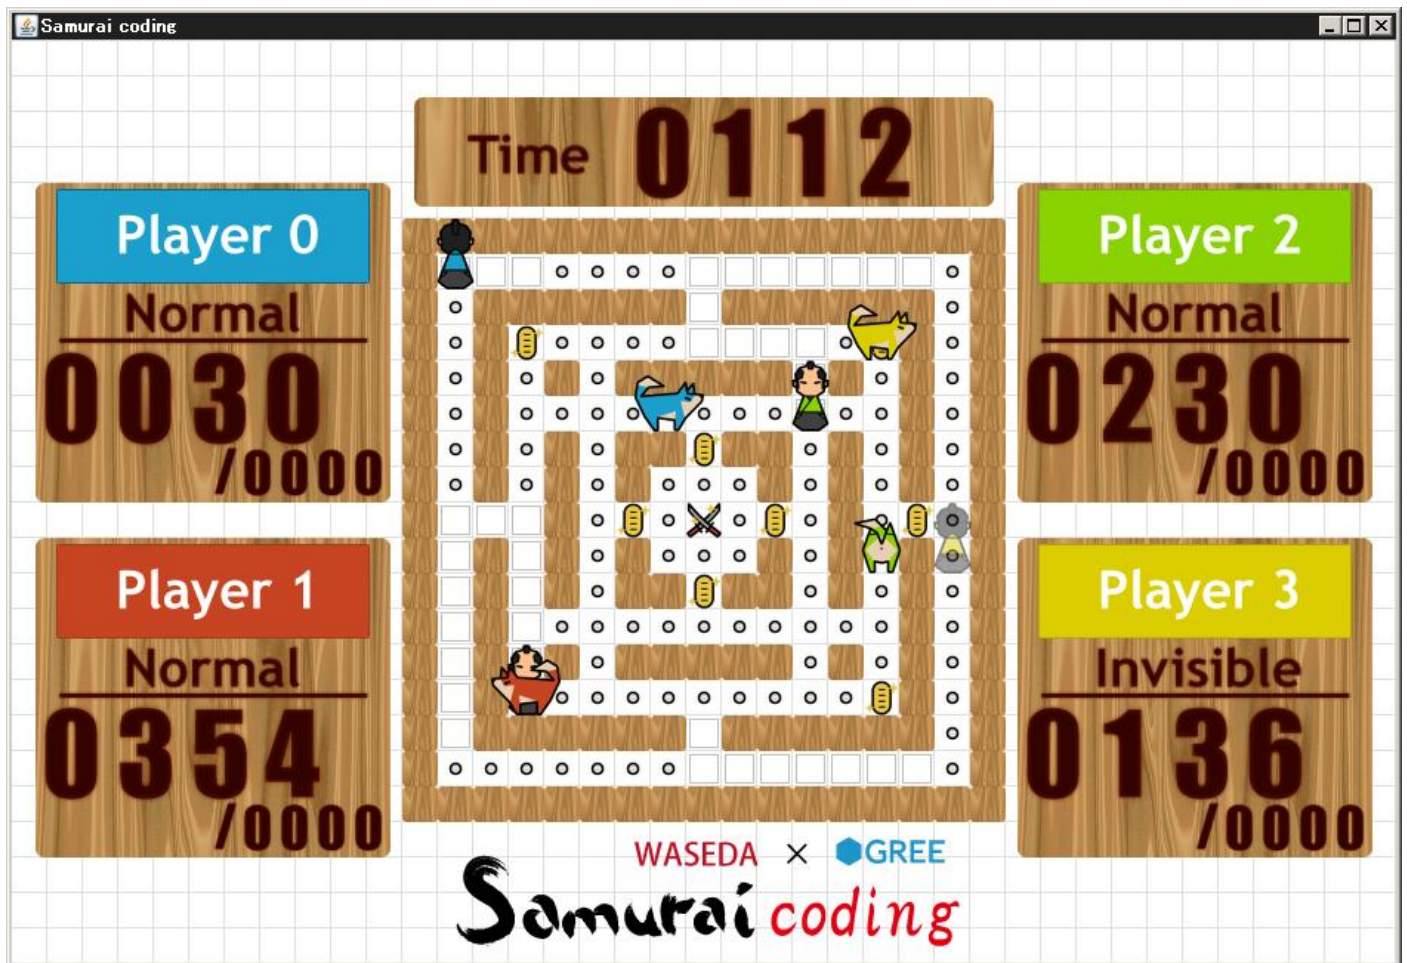 Samurai coding
Time 0112
Player 0
Normal
0030
/0000
Player 2
Normal
0230
/0000
Player 1
Normal
0354
/0000
Player 3
Invisible
0136
/0000
WASEDA × GREE
Samurai coding